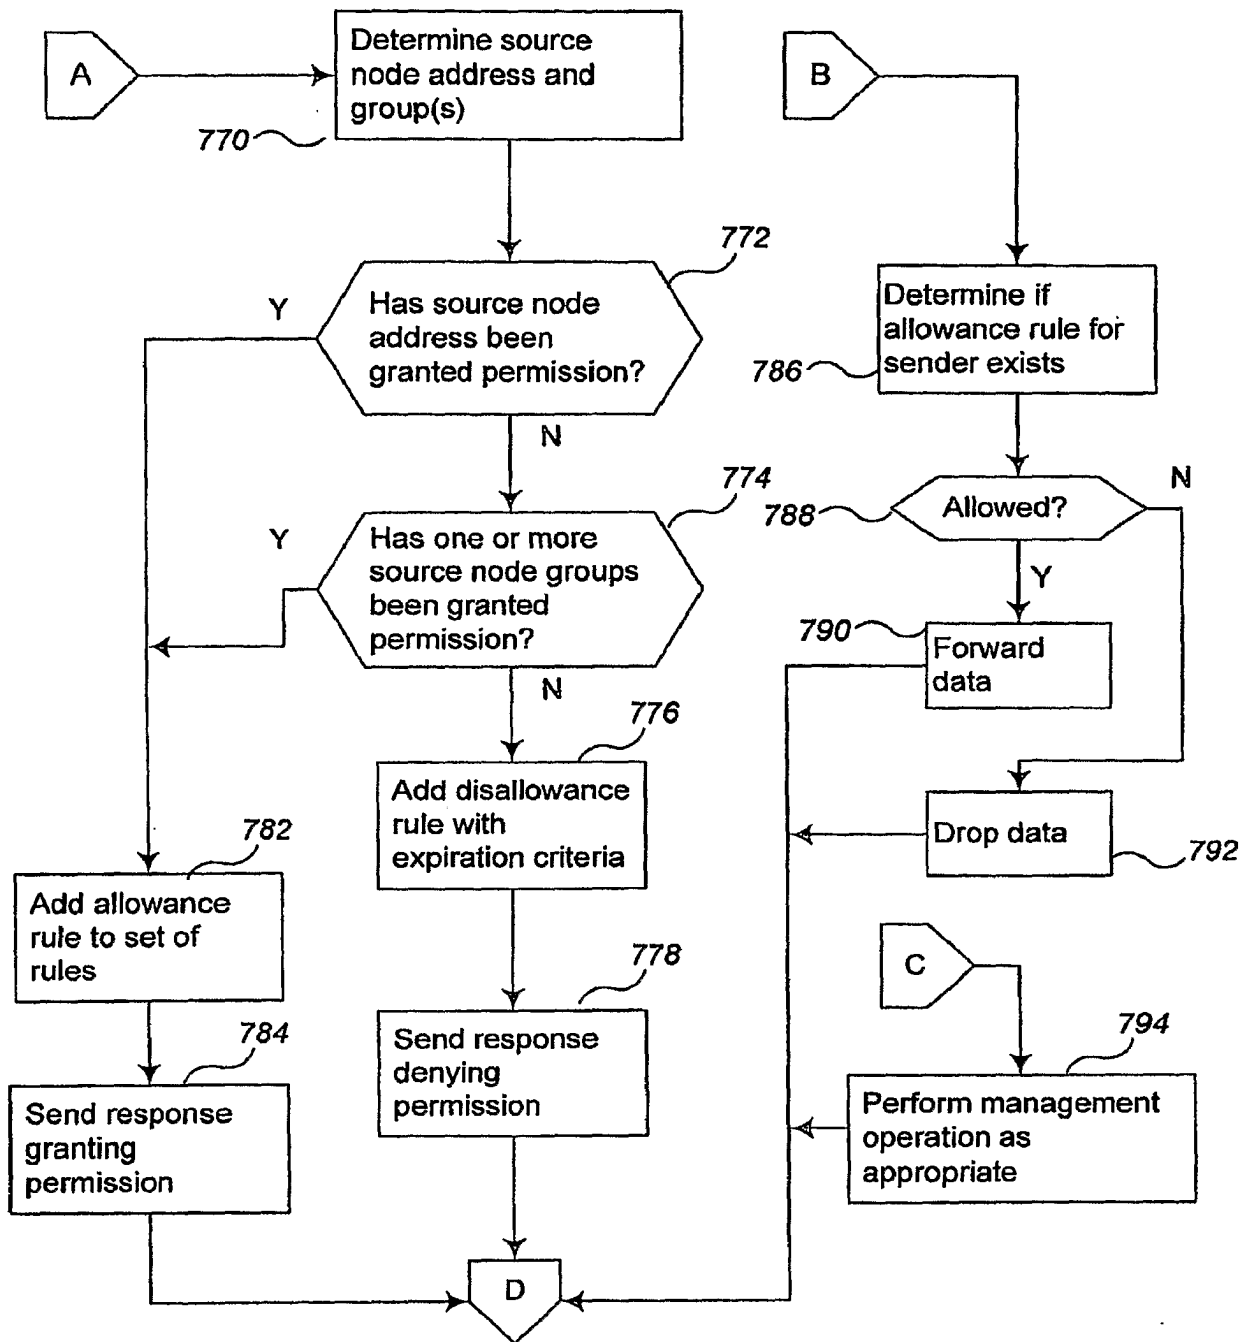 A
Determine source
node address and
group(s)
770
772
Has source node
address been
granted permission?
Y
N
774
Has one or more
source node groups
been granted
permission?
Y
N
776
Add disallowance
rule with
expiration criteria
778
Send response
denying
permission
782
Add allowance
rule to set of
rules
784
Send response
granting
permission
B
Determine if
allowance rule for
sender exists
786
Allowed?
788
N
Y
790
Forward
data
Drop data
792
C
794
Perform management
operation as
appropriate
D